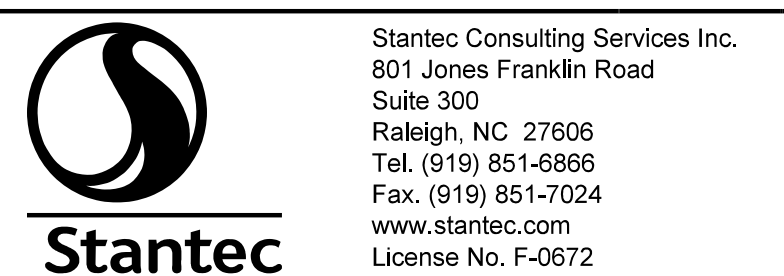 Stantec
Stantec Consulting Services Inc.
801 Jones Franklin Road
Suite 300
Raleigh, NC  27606
Tel. (919) 851-6866
Fax. (919) 851-7024
www.stantec.com
License No. F-0672